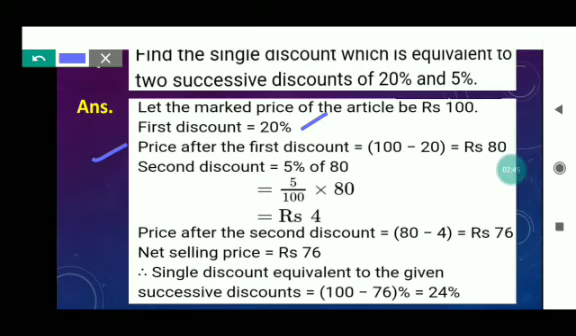 Find the single discount which is equivalent to
two successive discounts of 20% and 5%.
Ans. Let the marked price of the article be Rs 100.
First discount = 20%
Price after the first discount = (100 − 20) = Rs 80
Second discount = 5% of 80
= 5/100 × 80
= Rs 4
Price after the second discount = (80 − 4) = Rs 76
Net selling price = Rs 76
∴ Single discount equivalent to the given
successive discounts = (100 − 76)% = 24%
02:45